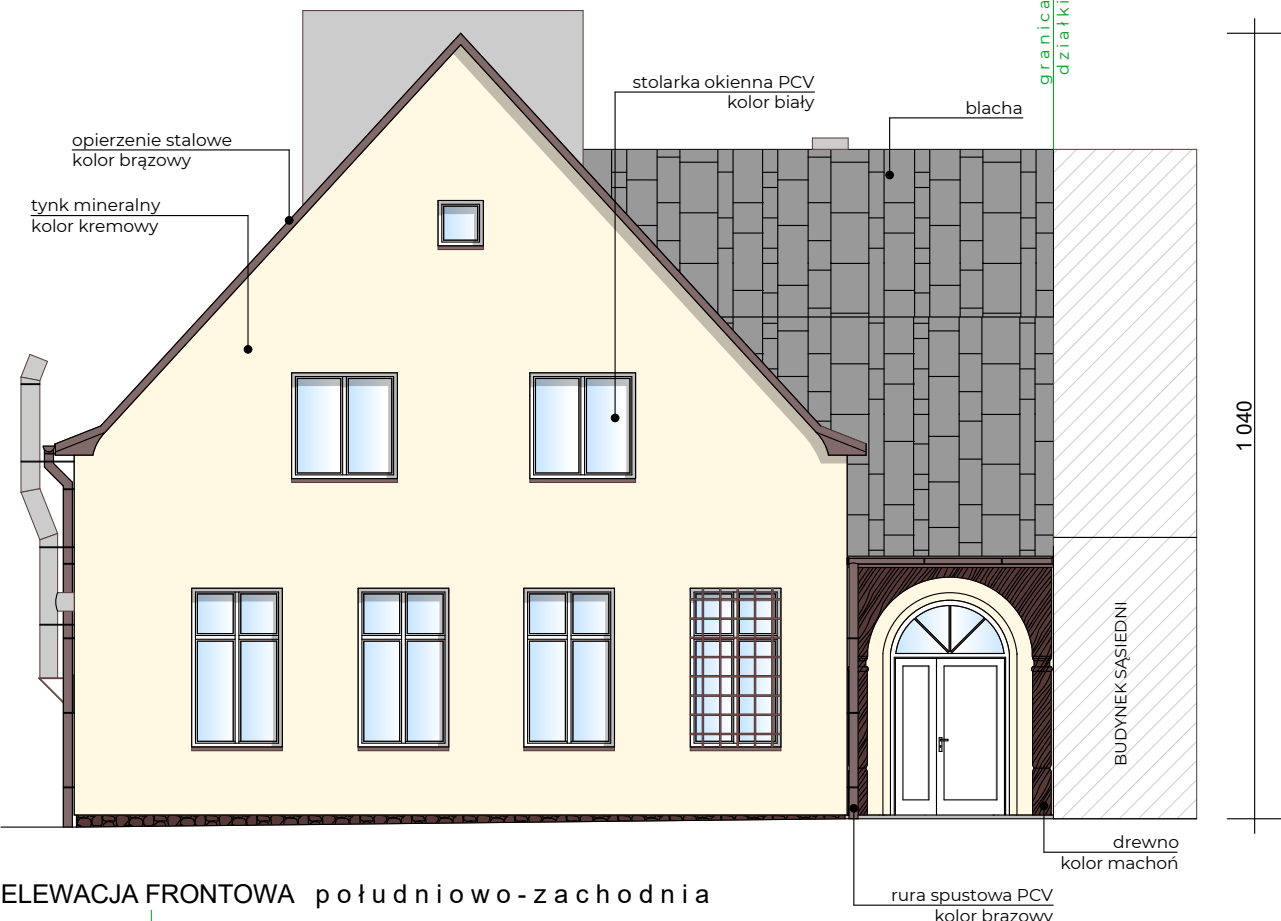 granica
działki
stolarka okienna PCV
kolor biały
blacha
opierzenie stalowe
kolor brązowy
tynk mineralny
kolor kremowy
1 040
BUDYNEK SĄSIEDNI
drewno
kolor machoń
ELEWACJA FRONTOWA południowo-zachodnia
rura spustowa PCV
kolor brązowy